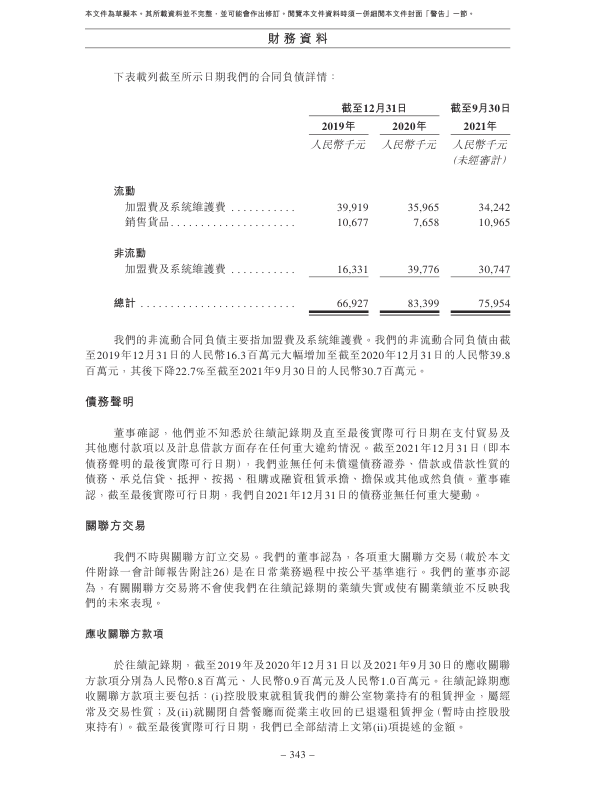 本文件為草擬本。其所載資料並不完整，並可能會作出修訂。閱覽本文件資料時須一併細閱本文件封面「警告」一節。
財務資料
下表載列截至所示日期我們的合同負債詳情：
截至12月31日 截至9月30日
2019年 2020年 2021年
人民幣千元 人民幣千元 人民幣千元
(未經審計)
流動
加盟費及系統維護費 ........... 39,919 35,965 34,242
銷售貨品..................... 10,677 7,658 10,965
非流動
加盟費及系統維護費 ........... 16,331 39,776 30,747
總計 .......................... 66,927 83,399 75,954
我們的非流動合同負債主要指加盟費及系統維護費。我們的非流動合同負債由截
至2019年12月31日的人民幣16.3百萬元大幅增加至截至2020年12月31日的人民幣39.8
百萬元，其後下降22.7%至截至2021年9月30日的人民幣30.7百萬元。
債務聲明
董事確認，他們並不知悉於往績記錄期及直至最後實際可行日期在支付貿易及
其他應付款項以及計息借款方面存在任何重大違約情況。截至2021年12月31日(即本
債務聲明的最後實際可行日期)，我們並無任何未償還債務證券、借款或借款性質的
債務、承兌信貸、抵押、按揭、租購或融資租賃承擔、擔保或其他或然負債。董事確
認，截至最後實際可行日期，我們自2021年12月31日的債務並無任何重大變動。
關聯方交易
我們不時與關聯方訂立交易。我們的董事認為，各項重大關聯方交易(載於本文
件附錄一會計師報告附註26)是在日常業務過程中按公平基準進行。我們的董事亦認
為，有關關聯方交易將不會使我們在往績記錄期的業績失實或使有關業績並不反映我
們的未來表現。
應收關聯方款項
於往績記錄期，截至2019年及2020年12月31日以及2021年9月30日的應收關聯
方款項分別為人民幣0.8百萬元、人民幣0.9百萬元及人民幣1.0百萬元。往績記錄期應
收關聯方款項主要包括：(i)控股股東就租賃我們的辦公室物業持有的租賃押金，屬經
常及交易性質；及(ii)就關閉自營餐廳而從業主收回的已退還租賃押金(暫時由控股股
東持有)。截至最後實際可行日期，我們已全部結清上文第(ii)項提述的金額。
– 343 –